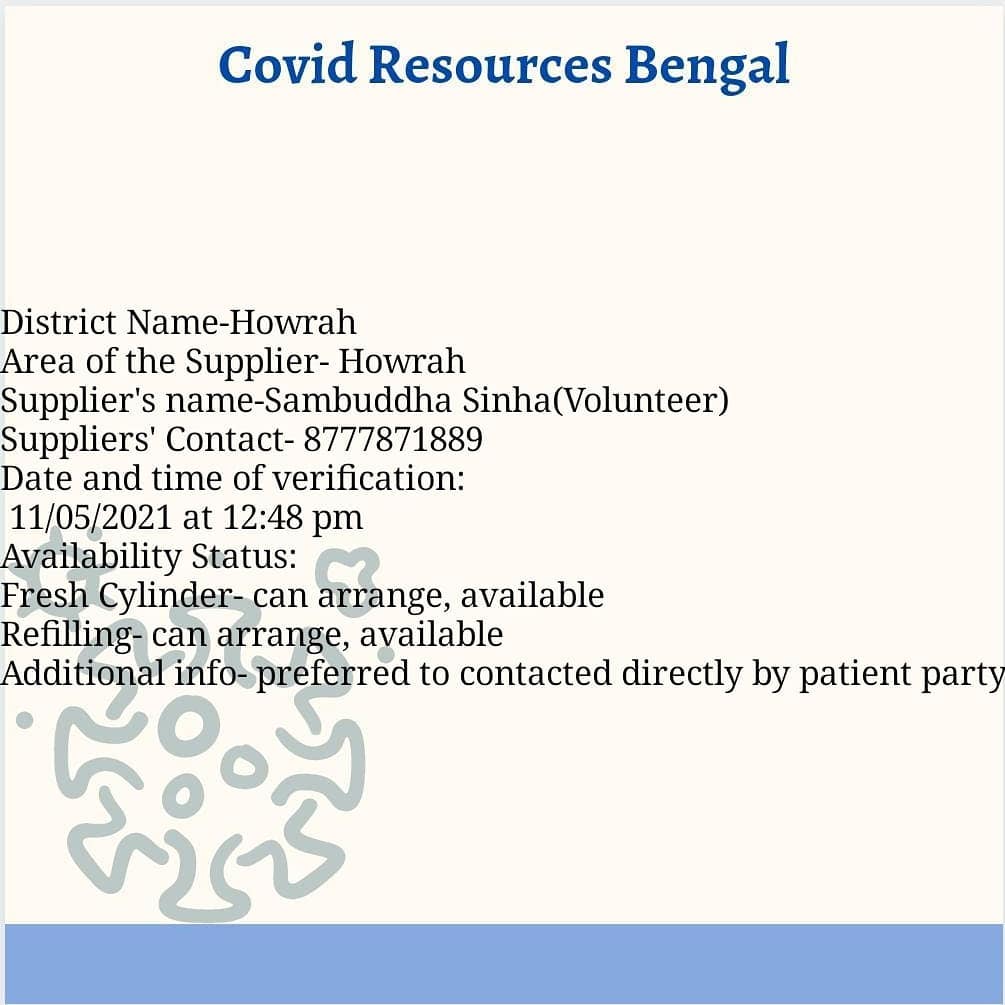 Covid Resources Bengal
District Name-Howrah
Area of the Supplier- Howrah
Supplier's name-Sambuddha Sinha(Volunteer)
Suppliers' Contact- 8777871889
Date and time of verification:
11/05/2021 at 12:48 pm
Availability Status:
Fresh Cylinder- can arrange, available
Refilling- can arrange, available
Additional info- preferred to contacted directly by patient party